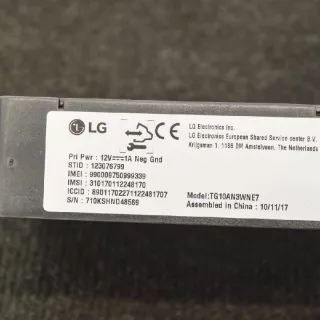 LG
LG Electronics Inc.
LG Electronics European Shared Service center B.V.
Krijgsman 1, 1186 DM Amstelveen, The Netherlands
Pri Pwr : 12V⎓1A Neg Gnd
STID : 123076799
IMEI : 990009750999339
IMSI : 310170112248170
ICCID : 89011702271122481707
S/N : 710KSHND48569
Model:TG10AN3WNE7
Assembled in China : 10/11/17